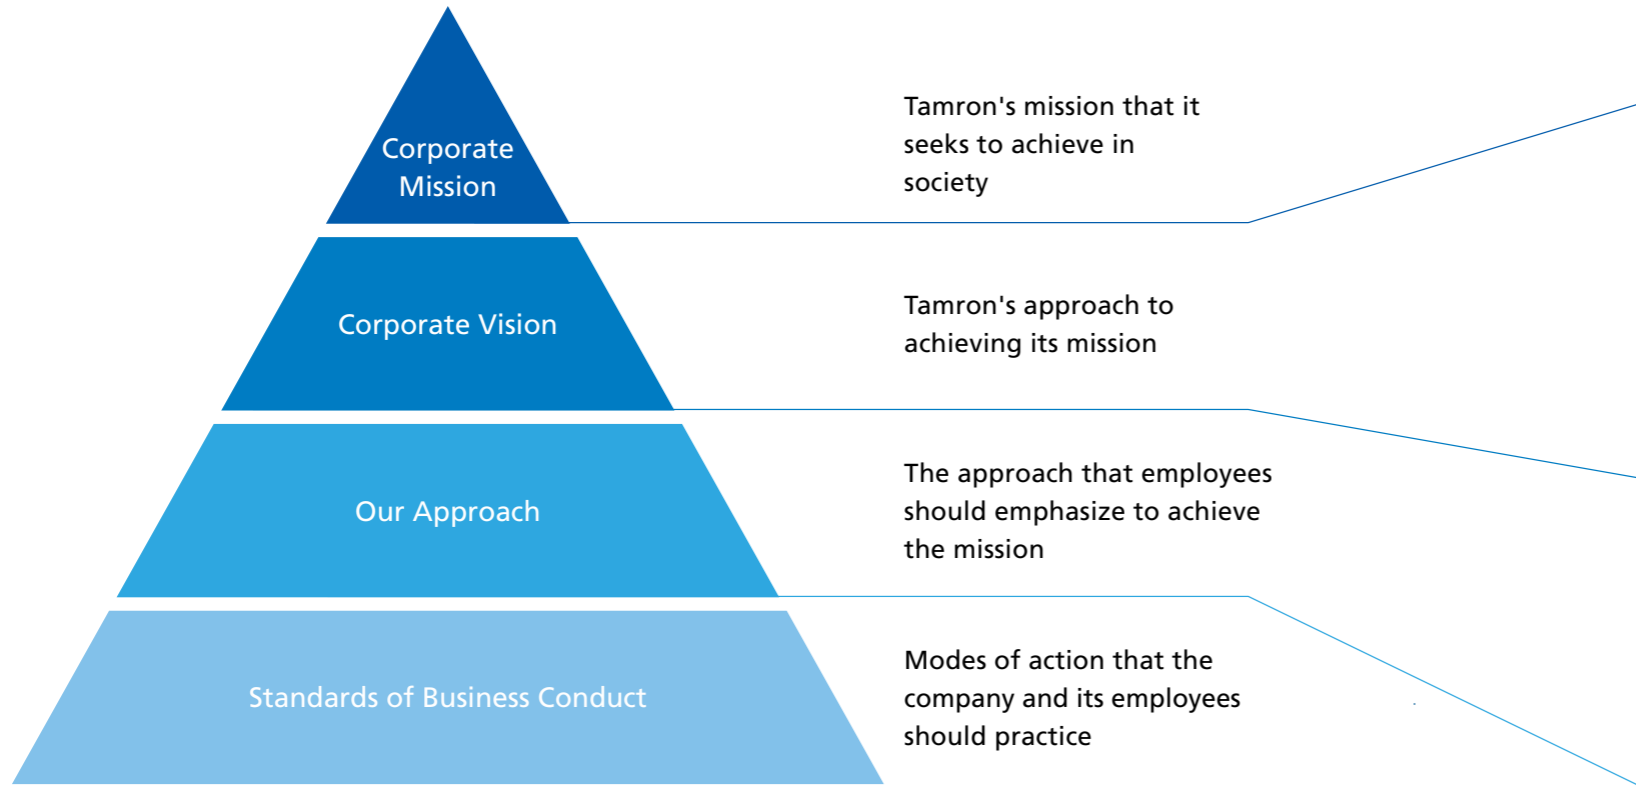 Corporate
Mission
Tamron's mission that it
seeks to achieve in
society
Corporate Vision
Tamron's approach to
achieving its mission
Our Approach
The approach that employees
should emphasize to achieve
the mission
Standards of Business Conduct
Modes of action that the
company and its employees
should practice